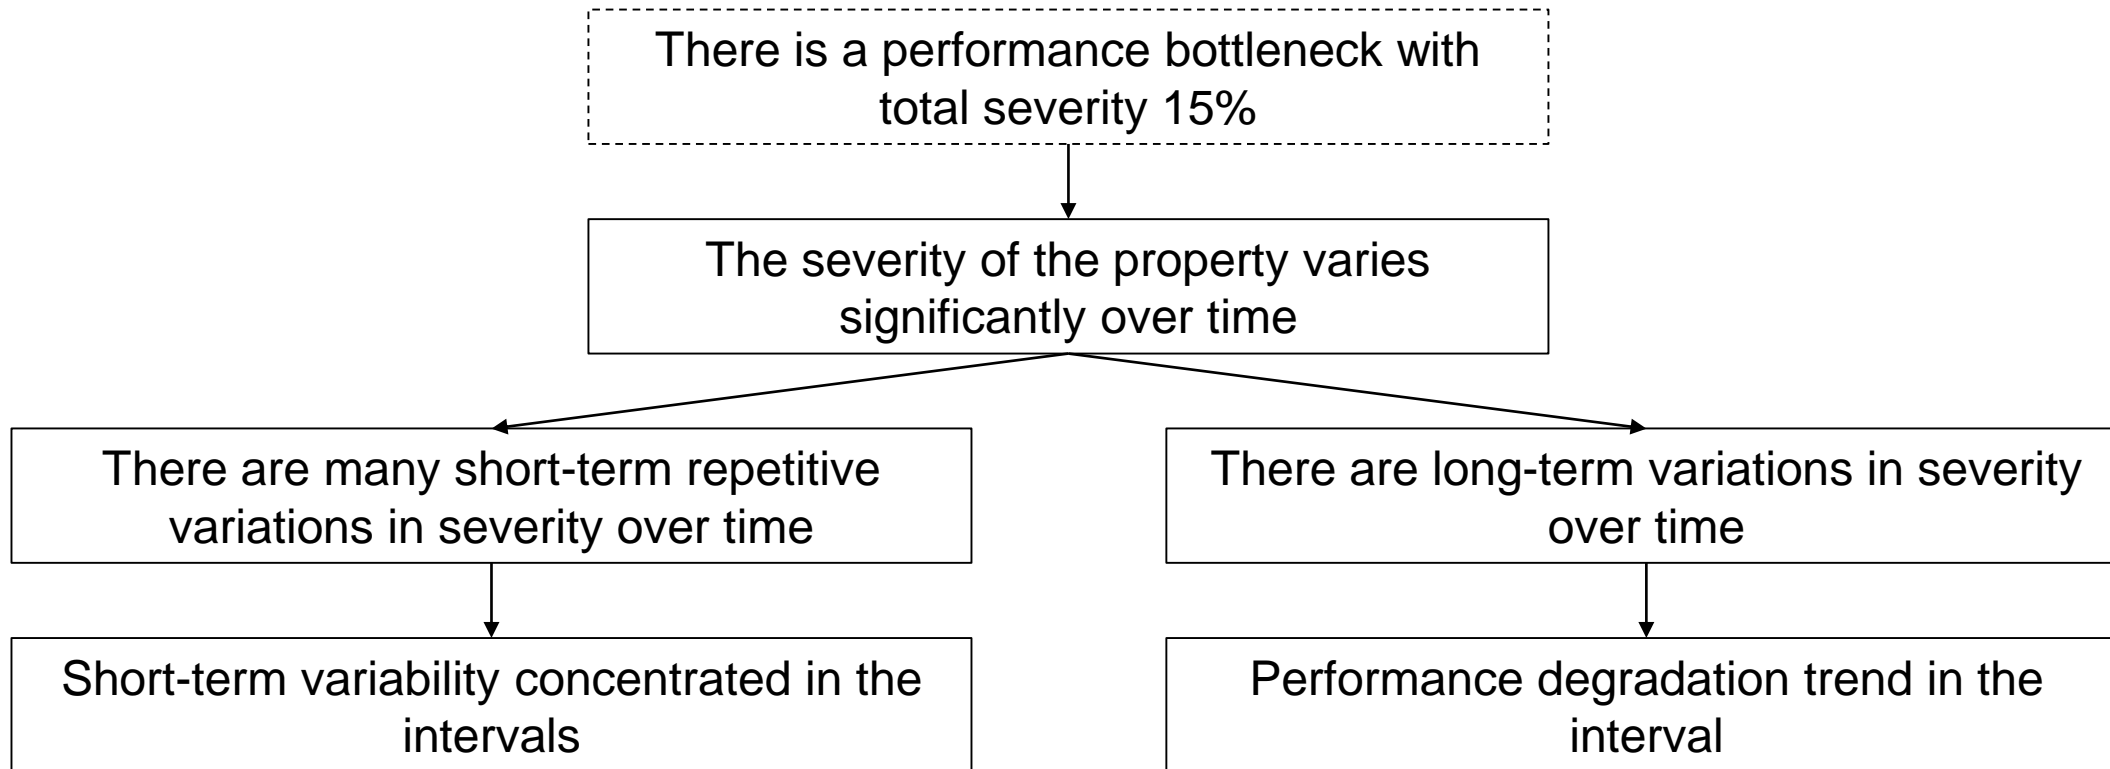 There is a performance bottleneck with
total severity 15%
The severity of the property varies
significantly over time
There are many short-term repetitive
variations in severity over time
There are long-term variations in severity
over time
Short-term variability concentrated in the
intervals
Performance degradation trend in the
interval